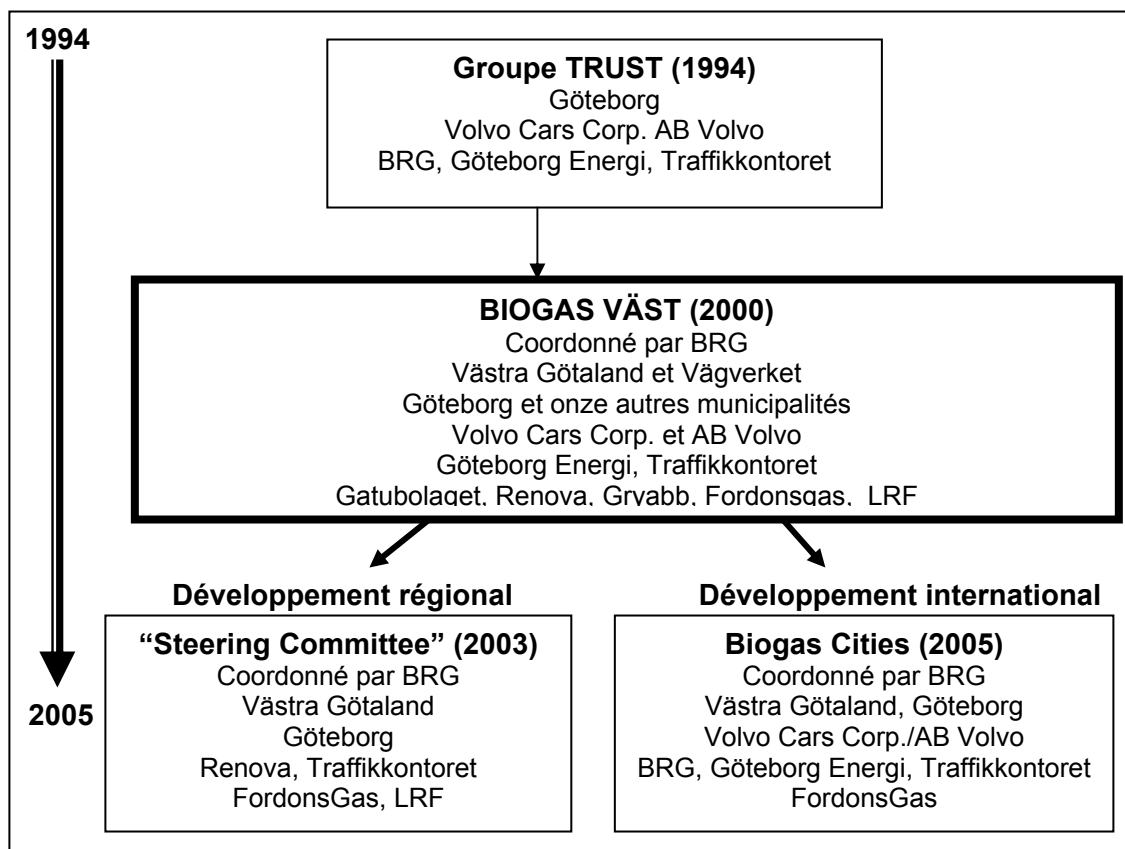 1994
Groupe TRUST (1994)
Göteborg
Volvo Cars Corp. AB Volvo
BRG, Göteborg Energi, Traffikkontoret
BIOGAS VÄST (2000)
Coordonné par BRG
Västra Götaland et Vägverket
Göteborg et onze autres municipalités
Volvo Cars Corp. et AB Volvo
Göteborg Energi, Traffikkontoret
Gatubolaget, Renova, Gryabb, Fordonsgas, LRF
Développement régional
“Steering Committee” (2003)
Coordonné par BRG
Västra Götaland
Göteborg
Renova, Traffikkontoret
FordonsGas, LRF
Développement international
Biogas Cities (2005)
Coordonné par BRG
Västra Götaland, Göteborg
Volvo Cars Corp./AB Volvo
BRG, Göteborg Energi, Traffikkontoret
FordonsGas
2005